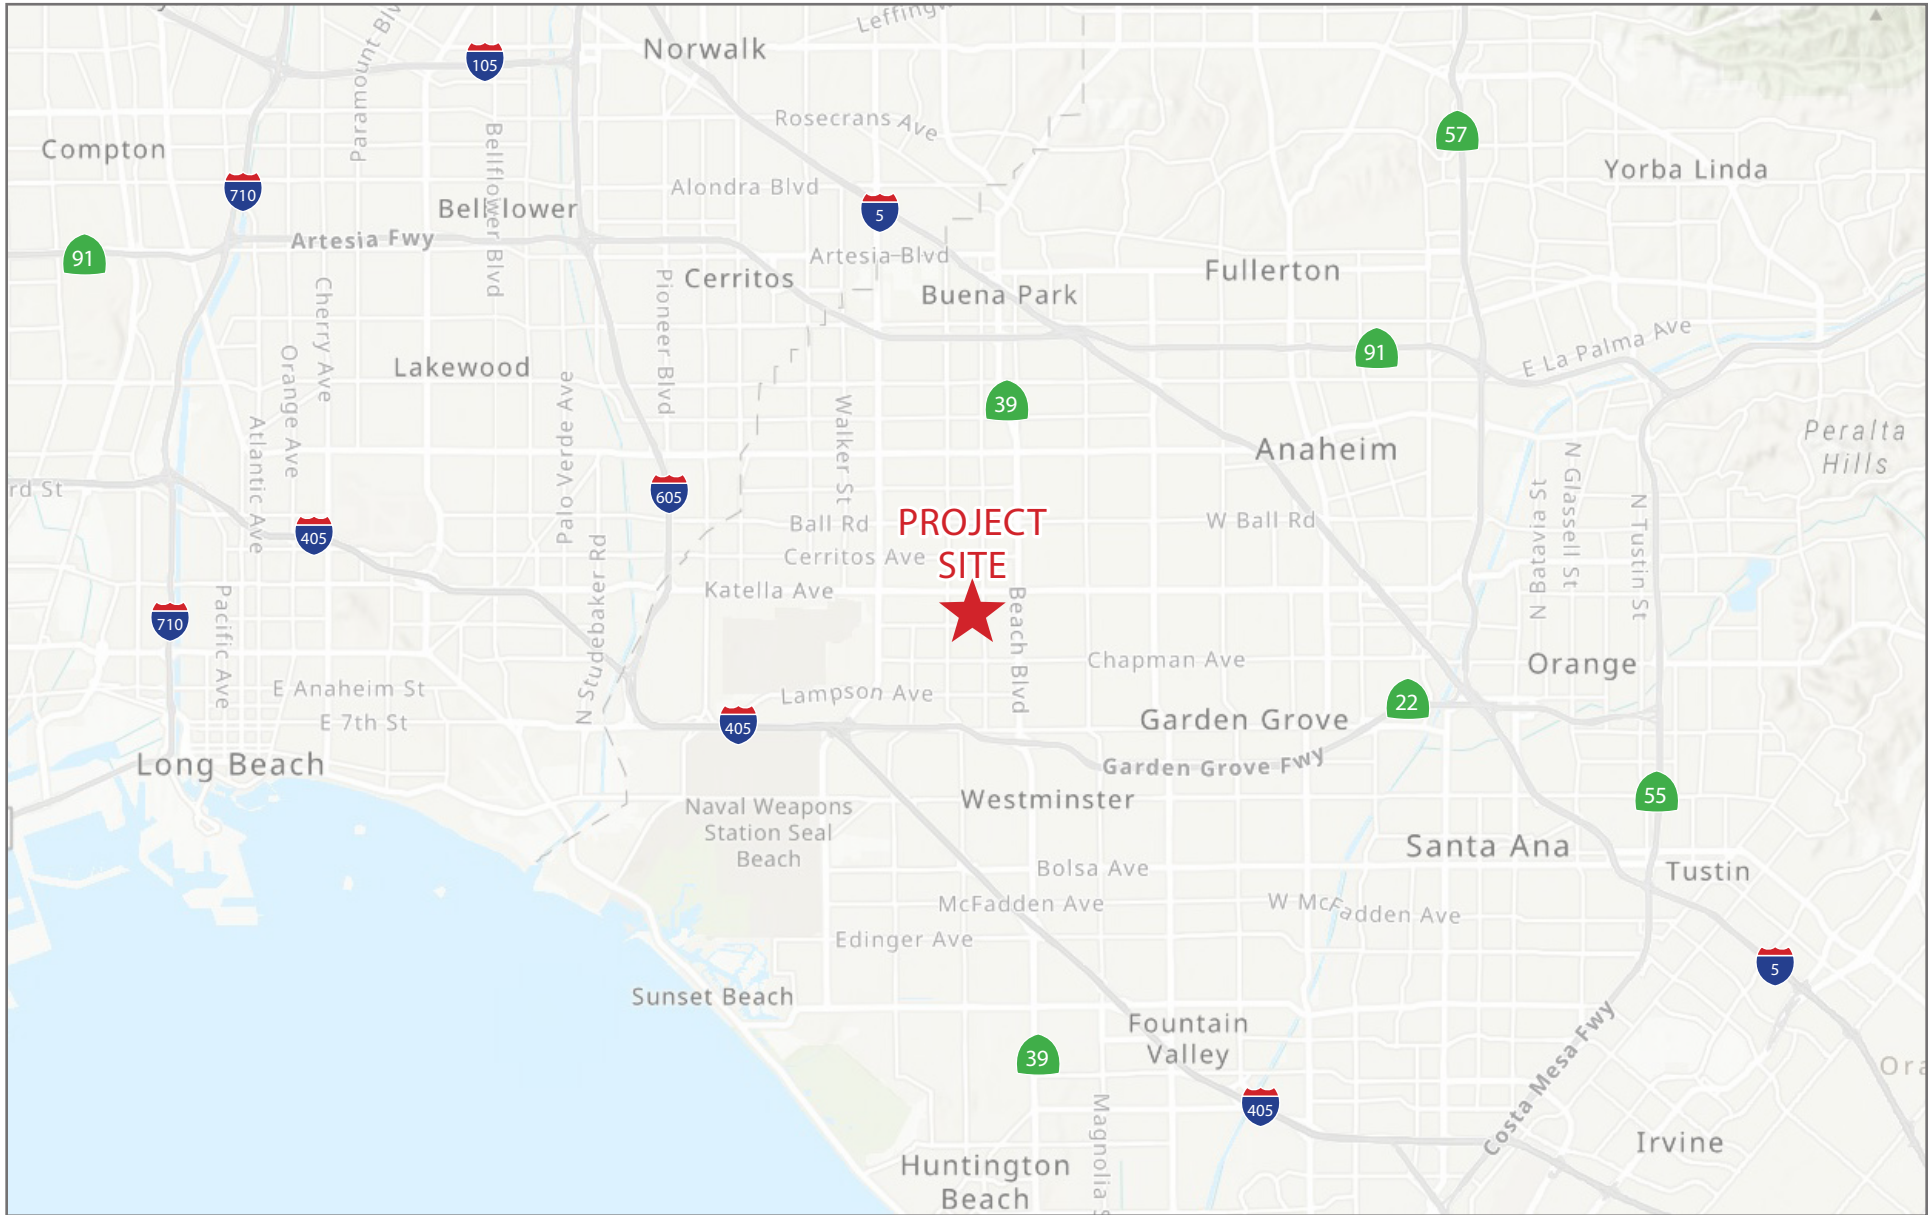 Leffingw
105
Norwalk
Paramount Blv
Rosecrans Ave
57
Compton
Bellflower Blvd
Yorba Linda
710
Alondra Blvd
Bellflower
5
Artesia Fwy
91
Artesia Blvd
Cerritos
Fullerton
Buena Park
Cherry Ave
Pioneer Blvd
E La Palma Ave
91
Orange Ave
Lakewood
39
Palo Verde Ave
Walker St
Atlantic Ave
Anaheim
Peralta
Hills
N Glassell St
rd St
605
N Batavia St
N Tustin St
Ball Rd
PROJECT
SITE
W Ball Rd
405
Cerritos Ave
Katella Ave
N Studebaker Rd
Pacific Ave
Beach Blvd
710
Chapman Ave
Orange
E Anaheim St
Lampson Ave
22
E 7th St
405
Garden Grove
Long Beach
Garden Grove Fwy
Naval Weapons
Station Seal
Beach
Westminster
55
Santa Ana
Bolsa Ave
Tustin
McFadden Ave
W McFadden Ave
Edinger Ave
5
Sunset Beach
Fountain
Valley
39
Costa Mesa Fwy
Ora
405
Magnolia S
Irvine
Huntington
Beach